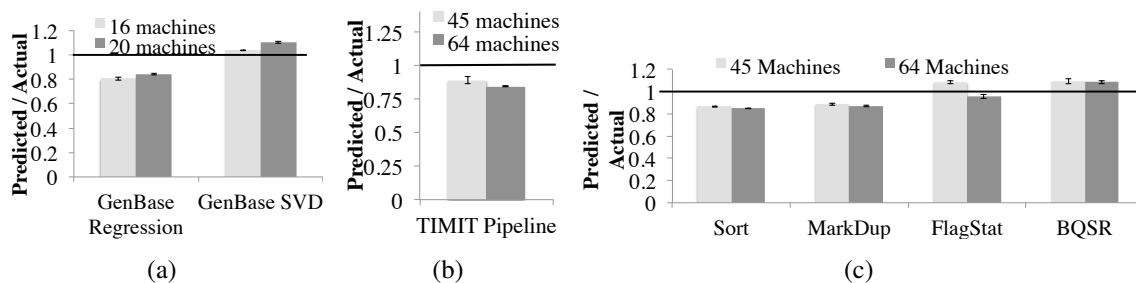 Predicted / Actual
1.2
1
0.8
0.6
0.4
0.2
0
16 machines
20 machines
GenBase Regression
GenBase SVD
(a)
Predicted / Actual
1.25
1
0.75
0.5
0.25
0
45 machines
64 machines
TIMIT Pipeline
(b)
Predicted /
Actual
1.2
1
0.8
0.6
0.4
0.2
0
45 Machines
64 Machines
Sort
MarkDup
FlagStat
BQSR
(c)